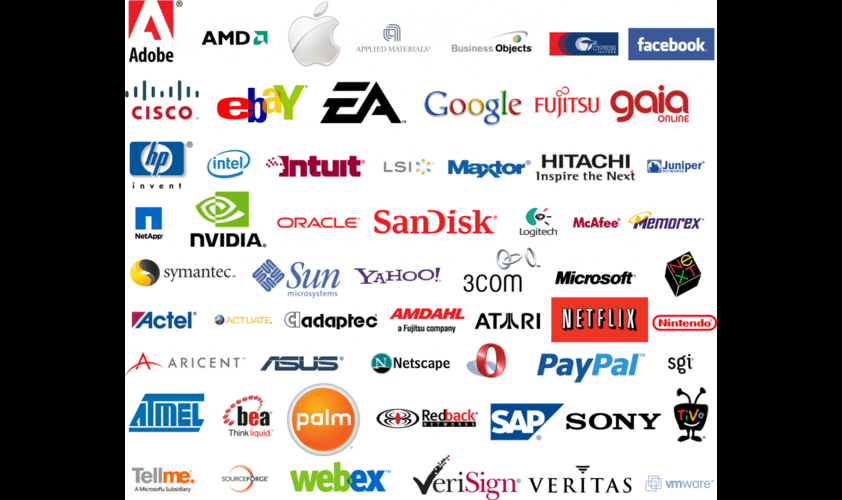 Adobe®
AMD
APPLIED MATERIALS®
Business Objects
CYPRESS
facebook
CISCO
ebaY
EA
Google
FUJITSU
gaia
ONLINE
hp
invent
intel
Intuit
LSI
Maxtor
HITACHI
Inspire the Next
Juniper
NETWORKS
NetApp
NVIDIA
ORACLE
SanDisk
Logitech
McAfee
Memorex
symantec
Sun
microsystems
YAHOO!
3COM
Microsoft
NeXT
Actel
ACTUATE
adaptec
AMDAHL
a Fujitsu company
ATARI
NETFLIX
Nintendo
ARICENT
ASUS
Netscape
PayPal
sgi
ATMEL
bea
Think liquid.
palm
Redback
NETWORKS
SAP
SONY
TiVo
Tellme.
A Microsoft Subsidiary
SOURCEFORGE
webex
VeriSign
VERITAS
vmware